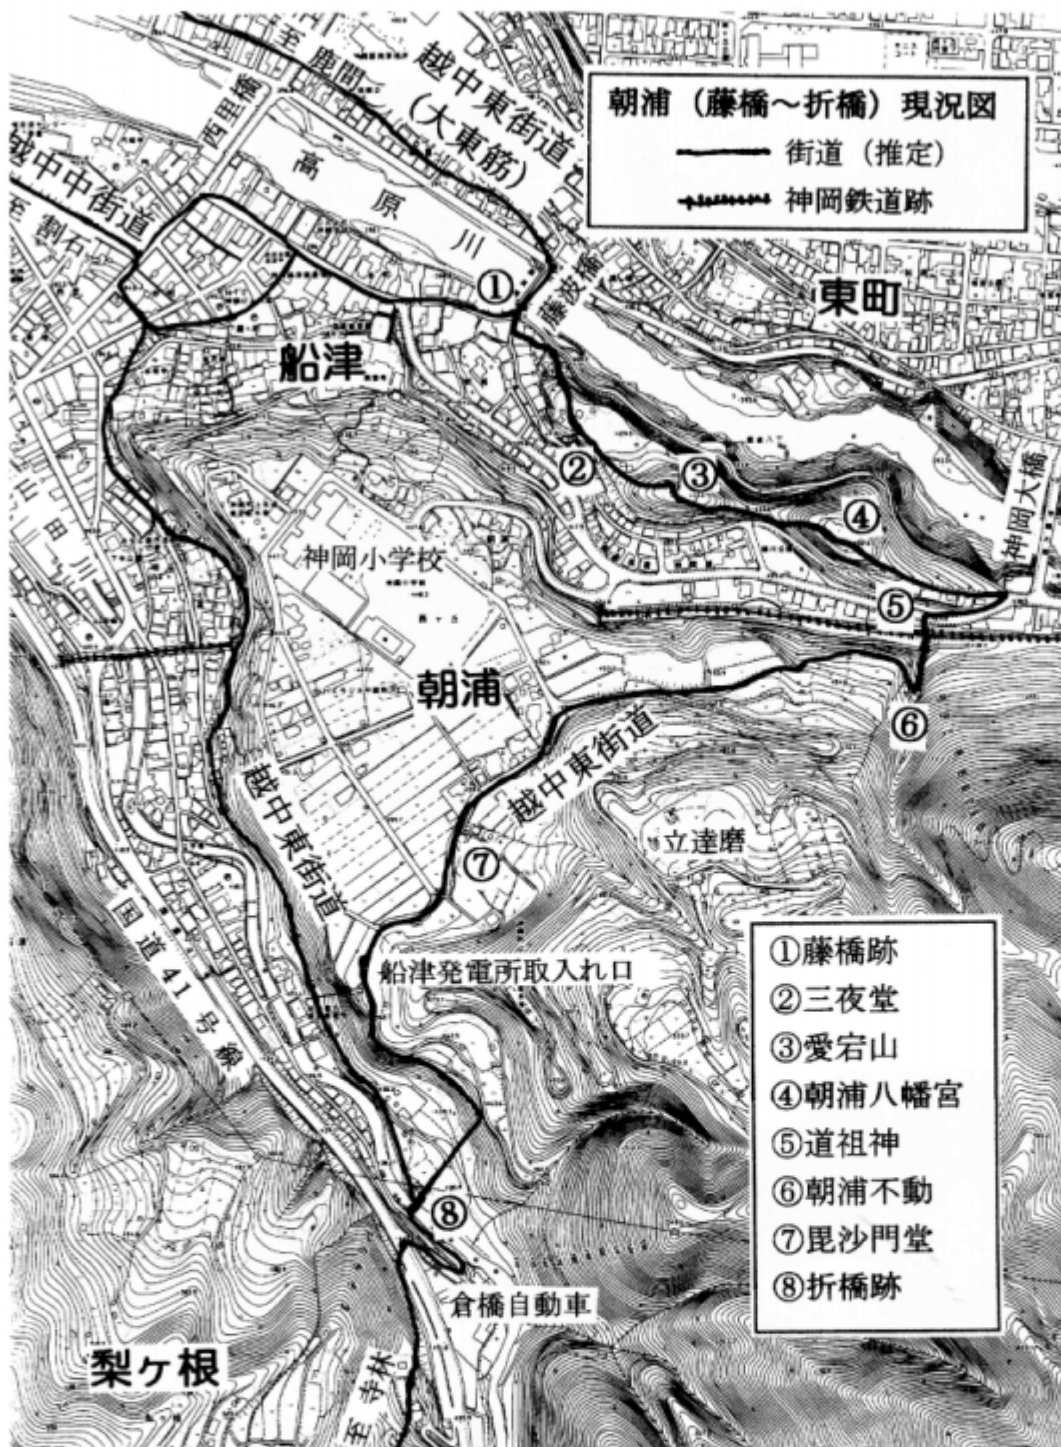 朝浦（藤橋～折橋）現況図
街道（推定）
神岡鉄道跡
越中東街道
（大東筋）
至鹿間
西里橋
高原川
越中中街道
至割石
①
藤波橋
東町
船津
②
③
④
神岡大橋
山田川
神岡小学校
⑤
朝浦
⑥
越中東街道
越中東街道
立達磨
⑦
国道41号線
船津発電所取入れ口
⑧
倉橋自動車
梨ヶ根
至寺林
①藤橋跡
②三夜堂
③愛宕山
④朝浦八幡宮
⑤道祖神
⑥朝浦不動
⑦毘沙門堂
⑧折橋跡